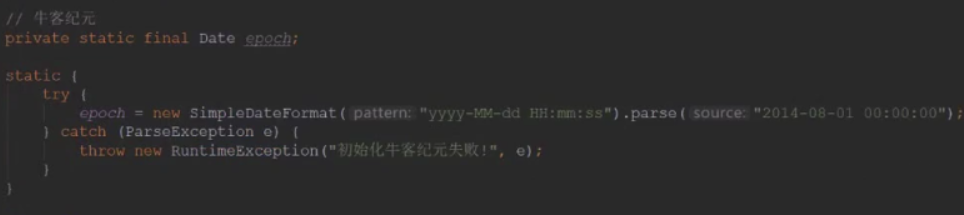 // 牛客纪元
private static final Date epoch;
static {
try {
epoch = new SimpleDateFormat( pattern: "yyyy-MM-dd HH:mm:ss").parse( source: "2014-08-01 00:00:00");
} catch (ParseException e) {
throw new RuntimeException("初始化牛客纪元失败!", e);
}
}